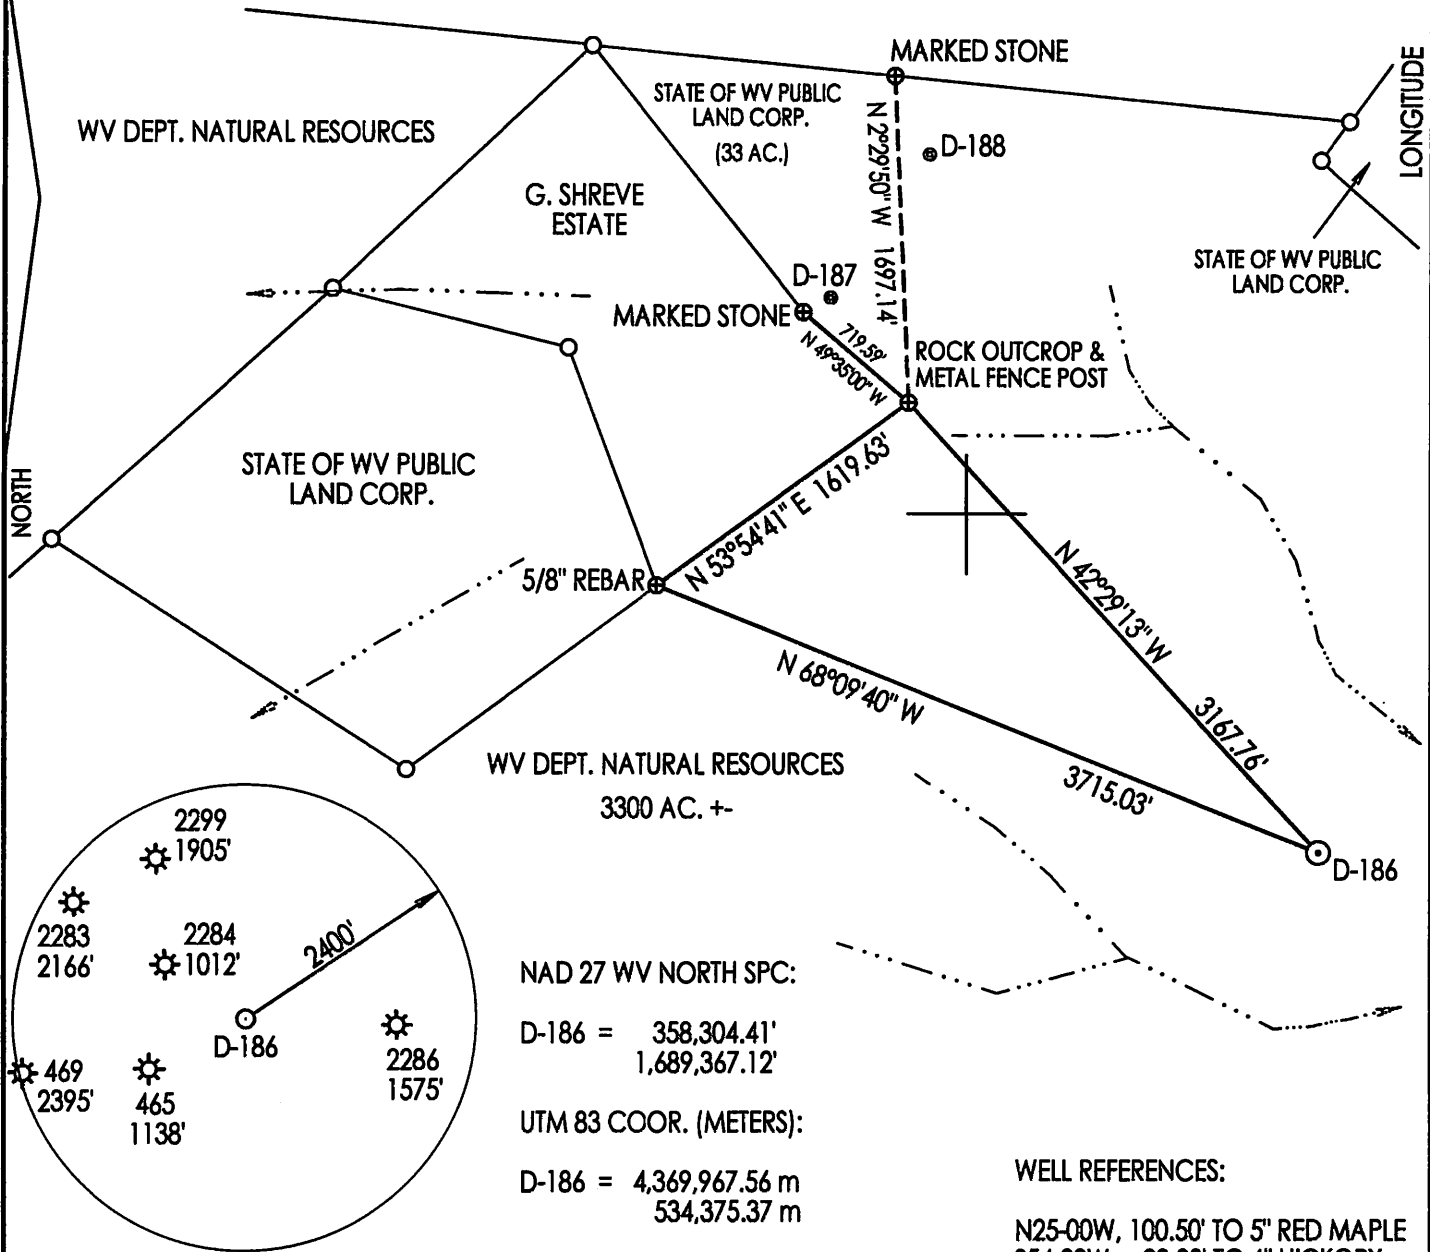 MARKED STONE
LONGITUDE
STATE OF WV PUBLIC
LAND CORP.
(33 AC.)
WV DEPT. NATURAL RESOURCES
N 2°29'50" W 1697.14'
D-188
G. SHREVE
ESTATE
STATE OF WV PUBLIC
LAND CORP.
D-187
MARKED STONE
719.59'
N 49°35'00" W
ROCK OUTCROP &
METAL FENCE POST
STATE OF WV PUBLIC
LAND CORP.
NORTH
N 53°54'41" E 1619.63'
5/8" REBAR
N 42°29'13" W
3167.76'
N 68°09'40" W
3715.03'
WV DEPT. NATURAL RESOURCES
3300 AC. +-
D-186
2299
1905'
2283
2166'
2284
1012'
2400'
D-186
2286
1575'
469
2395'
465
1138'
NAD 27 WV NORTH SPC:
D-186 = 358,304.41'
1,689,367.12'
UTM 83 COOR. (METERS):
D-186 = 4,369,967.56 m
534,375.37 m
WELL REFERENCES:
N25-00W, 100.50' TO 5" RED MAPLE